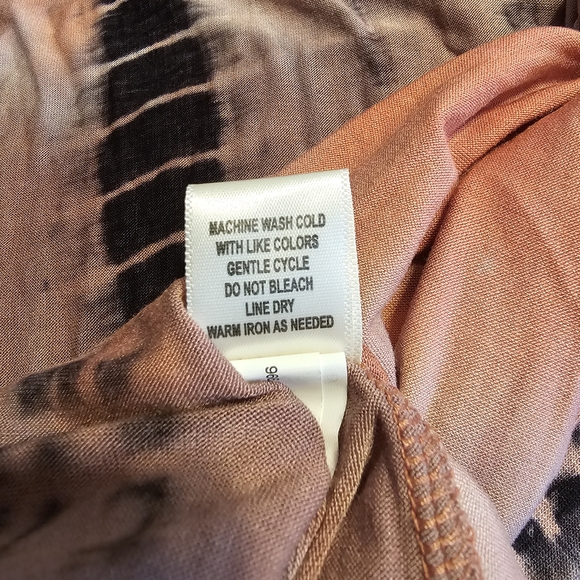 MACHINE WASH COLD
WITH LIKE COLORS
GENTLE CYCLE
DO NOT BLEACH
LINE DRY
WARM IRON AS NEEDED